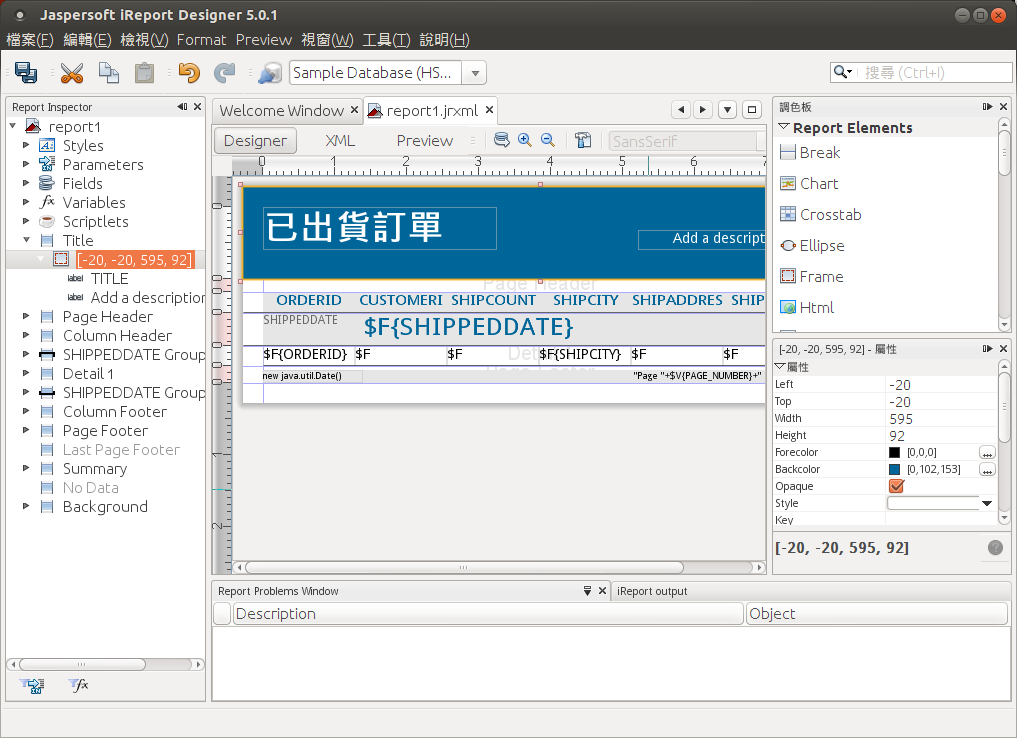 Jaspersoft iReport Designer 5.0.1
檔案(F) 編輯(E) 檢視(V) Format Preview 視窗(W) 工具(T) 說明(H)
Sample Database (HS...
搜尋 (Ctrl+I)
Report Inspector
report1
Styles
Parameters
Fields
Variables
Scriptlets
Title
[-20, -20, 595, 92]
label TITLE
label Add a description
Page Header
Column Header
SHIPPEDDATE Group
Detail 1
SHIPPEDDATE Group
Column Footer
Page Footer
Last Page Footer
Summary
No Data
Background
Welcome Window
report1.jrxml
Designer XML Preview
SansSerif
0 1 2 3 4 5 6 7
0
1
2
已出貨訂單
Add a descript
Page Header
ORDERID CUSTOMERI SHIPCOUNT SHIPCITY SHIPADDRES SHIP
SHIPPEDDATE
$F{SHIPPEDDATE}
$F{ORDERID} $F $F $F{SHIPCITY} $F $F
new java.util.Date()
"Page "+$V{PAGE_NUMBER}+"
調色板
Report Elements
Break
Chart
Crosstab
Ellipse
Frame
Html
[-20, -20, 595, 92] - 屬性
屬性
Left -20
Top -20
Width 595
Height 92
Forecolor [0,0,0] ...
Backcolor [0,102,153] ...
Opaque
Style
Key
[-20, -20, 595, 92]
?
Report Problems Window
iReport output
Description
Object